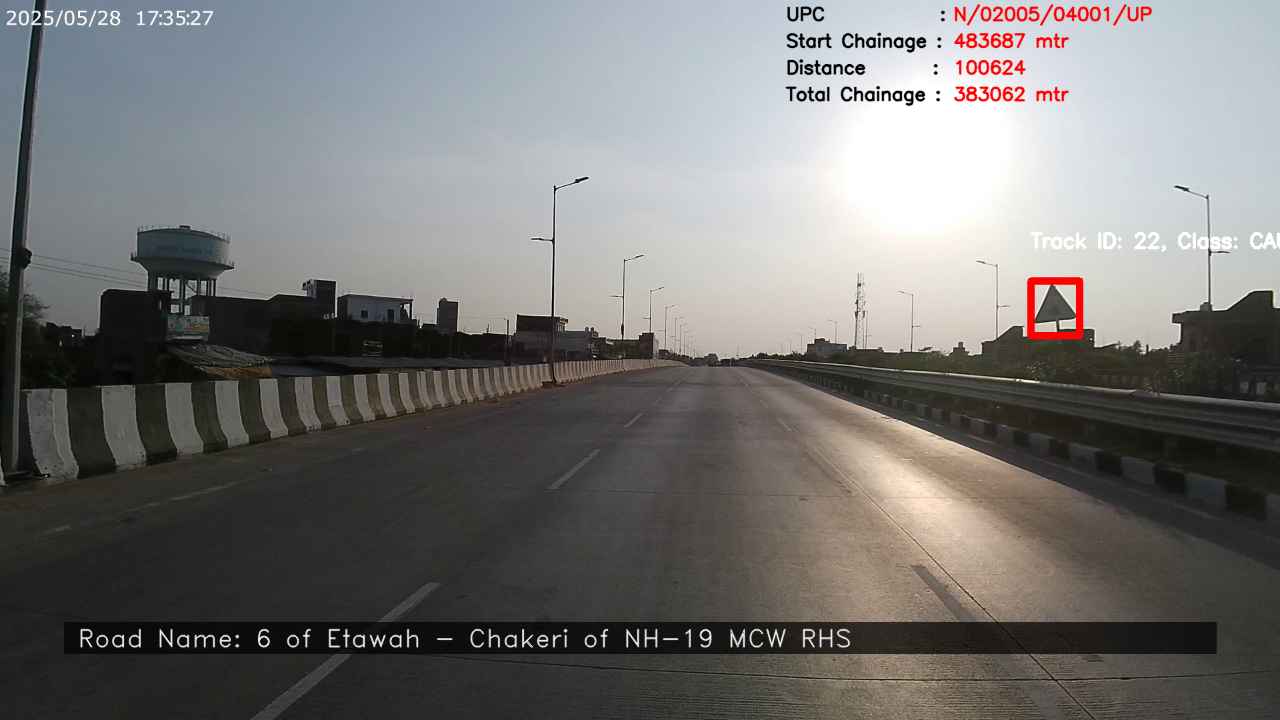 2025/05/28 17:35:27
UPC : N/02005/04001/UP
Start Chainage : 483687 mtr
Distance : 100624
Total Chainage : 383062 mtr
Track ID: 22, Class: CAU
Road Name: 6 of Etawah - Chakeri of NH-19 MCW RHS